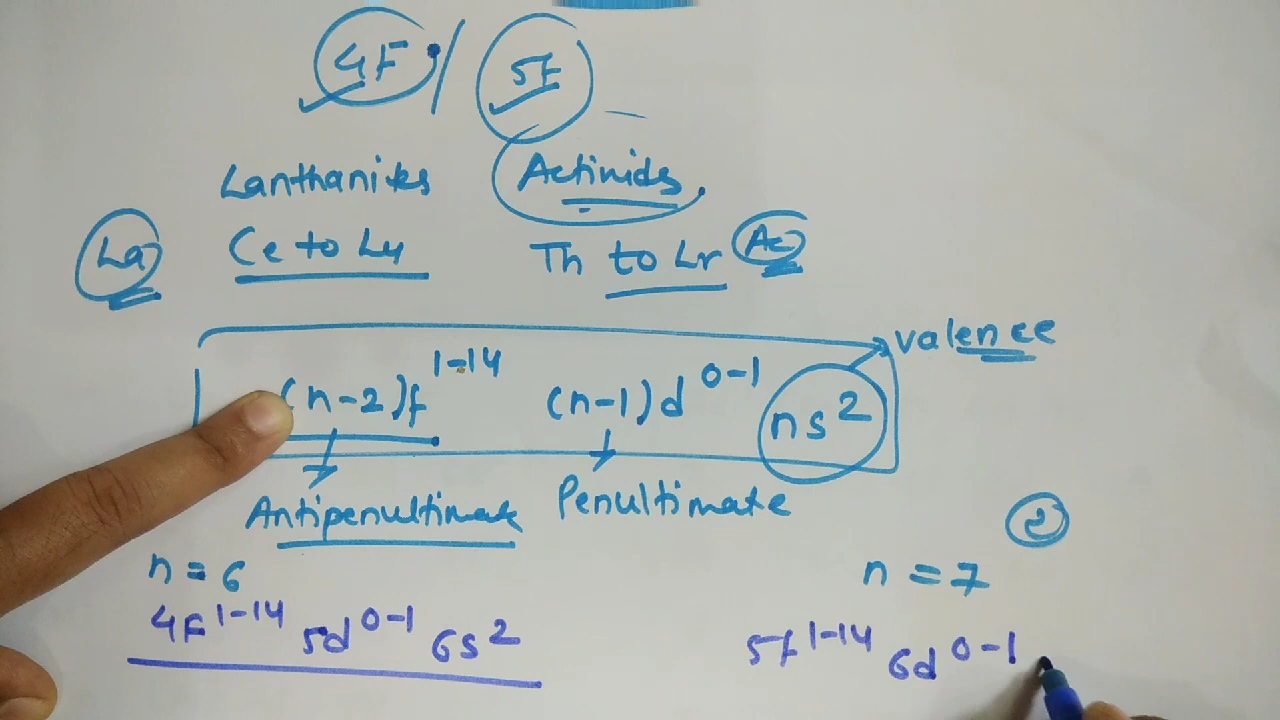 4F / 5f
Lanthanides Actinides.
La Ce to Lu Th to Lr Ac
valence
(n-2)f^1-14 (n-1)d^0-1 ns^2
Antipenultimate Penultimate
2
n = 6 n = 7
4F^1-14 5d^0-1 6s^2
5f^1-14 6d^0-1